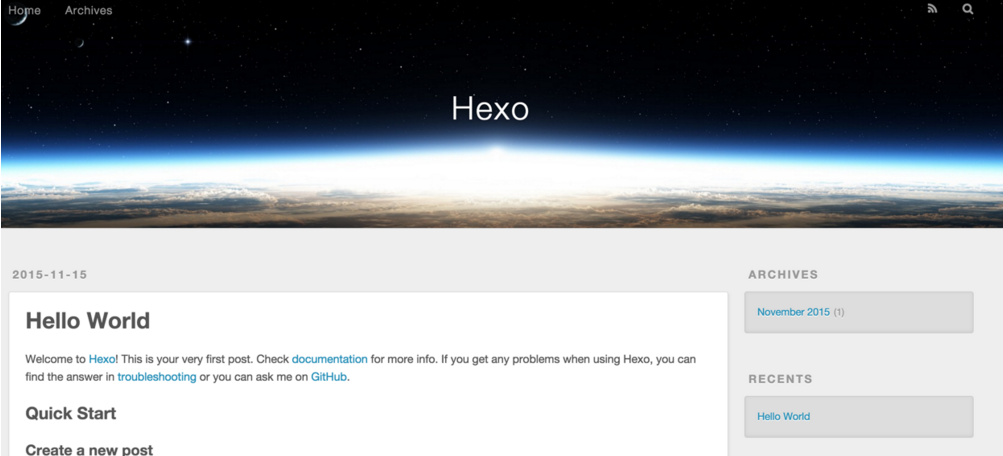 Home Archives
Hexo
2015-11-15
Hello World
Welcome to Hexo! This is your very first post. Check documentation for more info. If you get any problems when using Hexo, you can
find the answer in troubleshooting or you can ask me on GitHub.
Quick Start
Create a new post
ARCHIVES
November 2015 (1)
RECENTS
Hello World